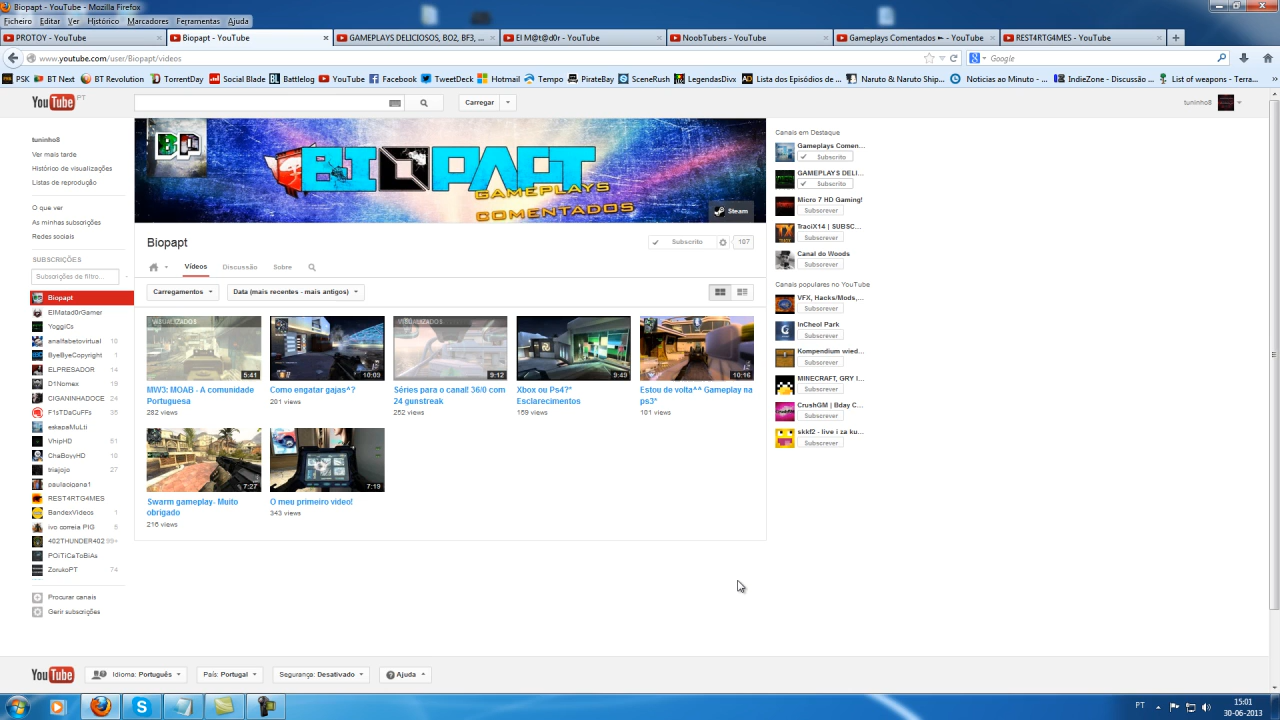 Biopapt - YouTube - Mozilla Firefox
Ficheiro Editar Ver Histórico Marcadores Ferramentas Ajuda
PROTOY - YouTube
Biopapt - YouTube
GAMEPLAYS DELICIOSOS, BO2, BF3, ...
El M@t@d0r - YouTube
NoobTubers - YouTube
Gameplays Comentados - YouTube
REST4RTG4MES - YouTube
www.youtube.com/user/Biopapt/videos
Google
PSK BT Next BT Revolution TorrentDay Social Blade Battlelog YouTube Facebook TweetDeck Hotmail Tempo PirateBay SceneRush LegendasDivx Lista dos Episódios de ... Naruto & Naruto Ship... Noticias ao Minuto - ... IndieZone - Discussão ... List of weapons - Terra...
YouTube PT
Carregar
tuninho8
tuninho8
Ver mais tarde
Histórico de visualizações
Listas de reprodução
O que ver
As minhas subscrições
Redes sociais
SUBSCRIÇÕES
Subscrições de filtro...
Biopapt
ElMatad0rGamer
YoggiCs
analfabetovirtual 10
ByeByeCopyright 1
ELPRESADOR 14
D1Nomex 19
CIGANINHADOCE 24
F1sTDaCuFFs 35
eskapaMuLti
VhipHD 51
ChaBoyyHD 18
triajojo 27
paulacigana1
REST4RTG4MES
BandexVideos 1
ivo correia PIG 8
402THUNDER402 99+
POiTiCaToBiAs
ZorukoPT 74
Procurar canais
Gerir subscrições
BP
BIOPAPT
GAMEPLAYS
COMENTADOS
Steam
Biopapt
Subscrito
107
Vídeos Discussão Sobre
Carregamentos
Data (mais recentes - mais antigos)
VISUALIZADOS
5:41
MW3: MOAB - A comunidade
Portuguesa
282 views
10:09
Como engatar gajas^?
201 views
VISUALIZADOS
9:12
Séries para o canal! 36/0 com
24 gunstreak
252 views
9:49
Xbox ou Ps4?*
Esclarecimentos
159 views
10:16
Estou de volta^^ Gameplay na
ps3*
101 views
7:27
Swarm gameplay- Muito
obrigado
216 views
7:19
O meu primeiro video!
343 views
Canais em Destaque
Gameplays Comen...
Subscrito
GAMEPLAYS DELI...
Subscrito
Micro 7 HD Gaming!
Subscrever
TraciX14 | SUBSC...
Subscrever
Canal do Woods
Subscrever
Canais populares no YouTube
VFX, Hacks/Mods,...
Subscrever
InCheol Park
Subscrever
Kompendium wied...
Subscrever
MINECRAFT, GRY I...
Subscrever
CrushGM | Bday C...
Subscrever
skkf2 - live i za ku...
Subscrever
YouTube
Idioma: Português
País: Portugal
Segurança: Desativado
Ajuda
PT
15:01
30-06-2013